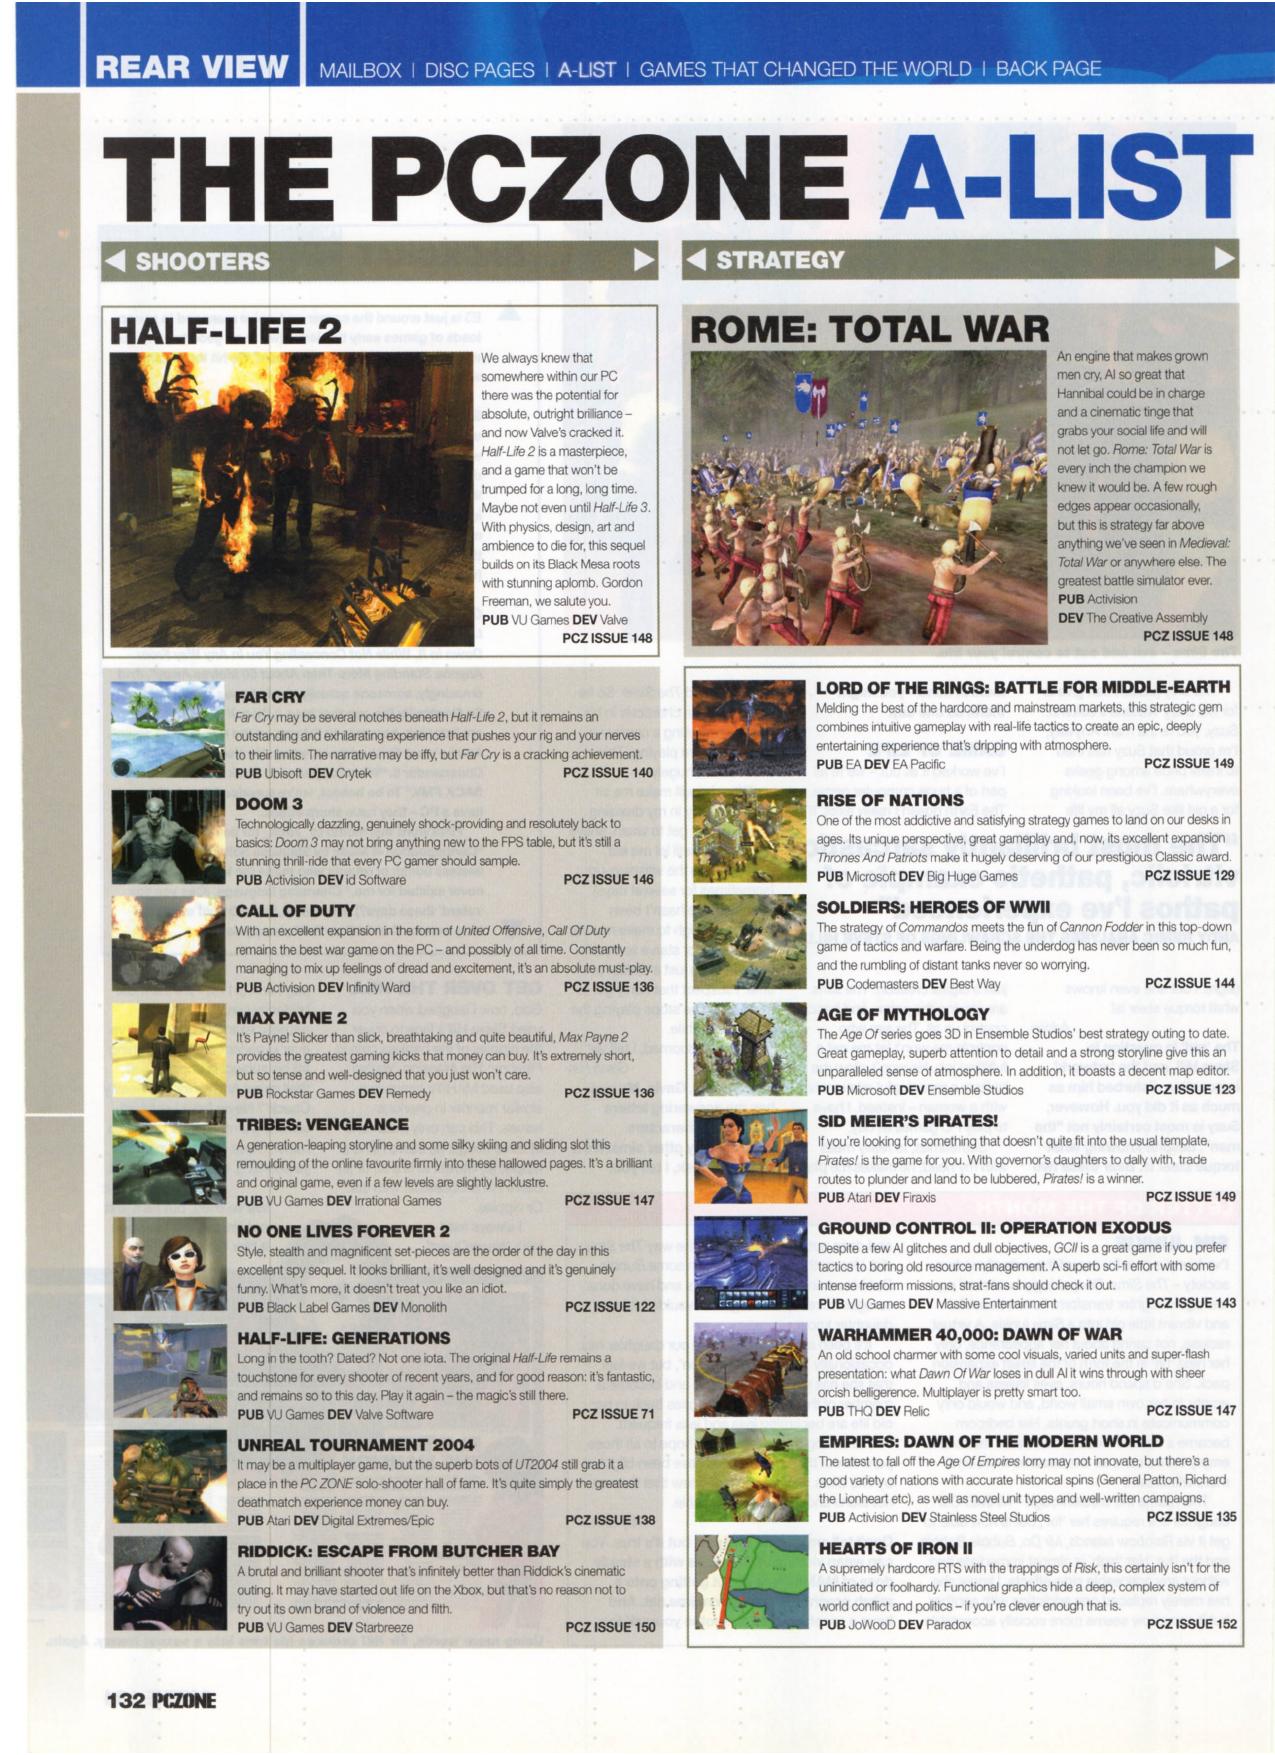 REAR VIEW
MAILBOX | DISC PAGES | A-LIST | GAMES THAT CHANGED THE WORLD | BACK PAGE
THE PCZONE A-LIST
SHOOTERS
HALF-LIFE 2
We always knew that
somewhere within our PC
there was the potential for
absolute, outright brilliance –
and now Valve's cracked it.
Half-Life 2 is a masterpiece,
and a game that won't be
trumped for a long, long time.
Maybe not even until Half-Life 3.
With physics, design, art and
ambience to die for, this sequel
builds on its Black Mesa roots
with stunning aplomb. Gordon
Freeman, we salute you.
PUB VU Games DEV Valve
PCZ ISSUE 148
FAR CRY
Far Cry may be several notches beneath Half-Life 2, but it remains an
outstanding and exhilarating experience that pushes your rig and your nerves
to their limits. The narrative may be iffy, but Far Cry is a cracking achievement.
PUB Ubisoft DEV Crytek PCZ ISSUE 140
DOOM 3
Technologically dazzling, genuinely shock-providing and resolutely back to
basics: Doom 3 may not bring anything new to the FPS table, but it's still a
stunning thrill-ride that every PC gamer should sample.
PUB Activision DEV id Software PCZ ISSUE 146
CALL OF DUTY
With an excellent expansion in the form of United Offensive, Call Of Duty
remains the best war game on the PC – and possibly of all time. Constantly
managing to mix up feelings of dread and excitement, it's an absolute must-play.
PUB Activision DEV Infinity Ward PCZ ISSUE 136
MAX PAYNE 2
It's Payne! Slicker than slick, breathtaking and quite beautiful, Max Payne 2
provides the greatest gaming kicks that money can buy. It's extremely short,
but so tense and well-designed that you just won't care.
PUB Rockstar Games DEV Remedy PCZ ISSUE 136
TRIBES: VENGEANCE
A generation-leaping storyline and some silky skiing and sliding slot this
remoulding of the online favourite firmly into these hallowed pages. It's a brilliant
and original game, even if a few levels are slightly lacklustre.
PUB VU Games DEV Irrational Games PCZ ISSUE 147
NO ONE LIVES FOREVER 2
Style, stealth and magnificent set-pieces are the order of the day in this
excellent spy sequel. It looks brilliant, it's well designed and it's genuinely
funny. What's more, it doesn't treat you like an idiot.
PUB Black Label Games DEV Monolith PCZ ISSUE 122
HALF-LIFE: GENERATIONS
Long in the tooth? Dated? Not one iota. The original Half-Life remains a
touchstone for every shooter of recent years, and for good reason: it's fantastic,
and remains so to this day. Play it again – the magic's still there.
PUB VU Games DEV Valve Software PCZ ISSUE 71
UNREAL TOURNAMENT 2004
It may be a multiplayer game, but the superb bots of UT2004 still grab it a
place in the PC ZONE solo-shooter hall of fame. It's quite simply the greatest
deathmatch experience money can buy.
PUB Atari DEV Digital Extremes/Epic PCZ ISSUE 138
RIDDICK: ESCAPE FROM BUTCHER BAY
A brutal and brilliant shooter that's infinitely better than Riddick's cinematic
outing. It may have started out life on the Xbox, but that's no reason not to
try out its own brand of violence and filth.
PUB VU Games DEV Starbreeze PCZ ISSUE 150
STRATEGY
ROME: TOTAL WAR
An engine that makes grown
men cry, AI so great that
Hannibal could be in charge
and a cinematic tinge that
grabs your social life and will
not let go. Rome: Total War is
every inch the champion we
knew it would be. A few rough
edges appear occasionally,
but this is strategy far above
anything we've seen in Medieval:
Total War or anywhere else. The
greatest battle simulator ever.
PUB Activision
DEV The Creative Assembly
PCZ ISSUE 148
LORD OF THE RINGS: BATTLE FOR MIDDLE-EARTH
Melding the best of the hardcore and mainstream markets, this strategic gem
combines intuitive gameplay with real-life tactics to create an epic, deeply
entertaining experience that's dripping with atmosphere.
PUB EA DEV EA Pacific PCZ ISSUE 149
RISE OF NATIONS
One of the most addictive and satisfying strategy games to land on our desks in
ages. Its unique perspective, great gameplay and, now, its excellent expansion
Thrones And Patriots make it hugely deserving of our prestigious Classic award.
PUB Microsoft DEV Big Huge Games PCZ ISSUE 129
SOLDIERS: HEROES OF WWII
The strategy of Commandos meets the fun of Cannon Fodder in this top-down
game of tactics and warfare. Being the underdog has never been so much fun,
and the rumbling of distant tanks never so worrying.
PUB Codemasters DEV Best Way PCZ ISSUE 144
AGE OF MYTHOLOGY
The Age Of series goes 3D in Ensemble Studios' best strategy outing to date.
Great gameplay, superb attention to detail and a strong storyline give this an
unparalleled sense of atmosphere. In addition, it boasts a decent map editor.
PUB Microsoft DEV Ensemble Studios PCZ ISSUE 123
SID MEIER'S PIRATES!
If you're looking for something that doesn't quite fit into the usual template,
Pirates! is the game for you. With governor's daughters to dally with, trade
routes to plunder and land to be lubbered, Pirates! is a winner.
PUB Atari DEV Firaxis PCZ ISSUE 149
GROUND CONTROL II: OPERATION EXODUS
Despite a few AI glitches and dull objectives, GCII is a great game if you prefer
tactics to boring old resource management. A superb sci-fi effort with some
intense freeform missions, strat-fans should check it out.
PUB VU Games DEV Massive Entertainment PCZ ISSUE 143
WARHAMMER 40,000: DAWN OF WAR
An old school charmer with some cool visuals, varied units and super-flash
presentation: what Dawn Of War loses in dull AI it wins through with sheer
orcish belligerence. Multiplayer is pretty smart too.
PUB THQ DEV Relic PCZ ISSUE 147
EMPIRES: DAWN OF THE MODERN WORLD
The latest to fall off the Age Of Empires lorry may not innovate, but there's a
good variety of nations with accurate historical spins (General Patton, Richard
the Lionheart etc), as well as novel unit types and well-written campaigns.
PUB Activision DEV Stainless Steel Studios PCZ ISSUE 135
HEARTS OF IRON II
A supremely hardcore RTS with the trappings of Risk, this certainly isn't for the
uninitiated or foolhardy. Functional graphics hide a deep, complex system of
world conflict and politics – if you're clever enough that is.
PUB JoWooD DEV Paradox PCZ ISSUE 152
132 PCZONE